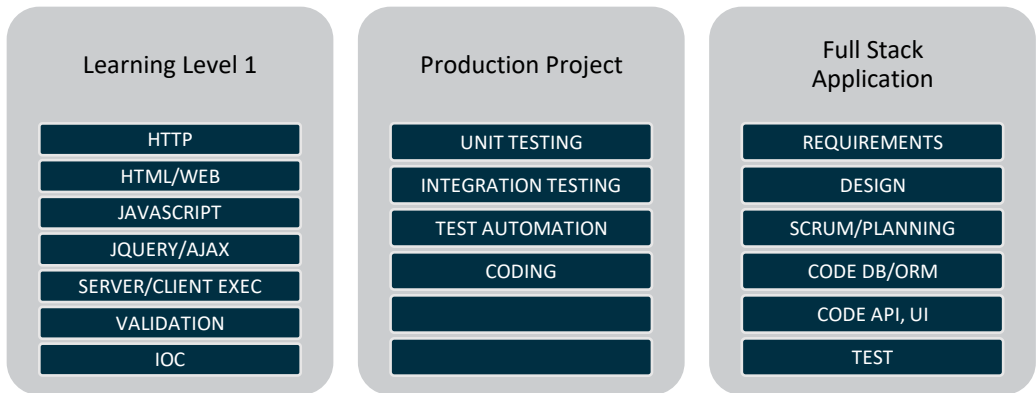 Learning Level 1
HTTP
HTML/WEB
JAVASCRIPT
JQUERY/AJAX
SERVER/CLIENT EXEC
VALIDATION
IOC
Production Project
UNIT TESTING
INTEGRATION TESTING
TEST AUTOMATION
CODING
Full Stack
Application
REQUIREMENTS
DESIGN
SCRUM/PLANNING
CODE DB/ORM
CODE API, UI
TEST